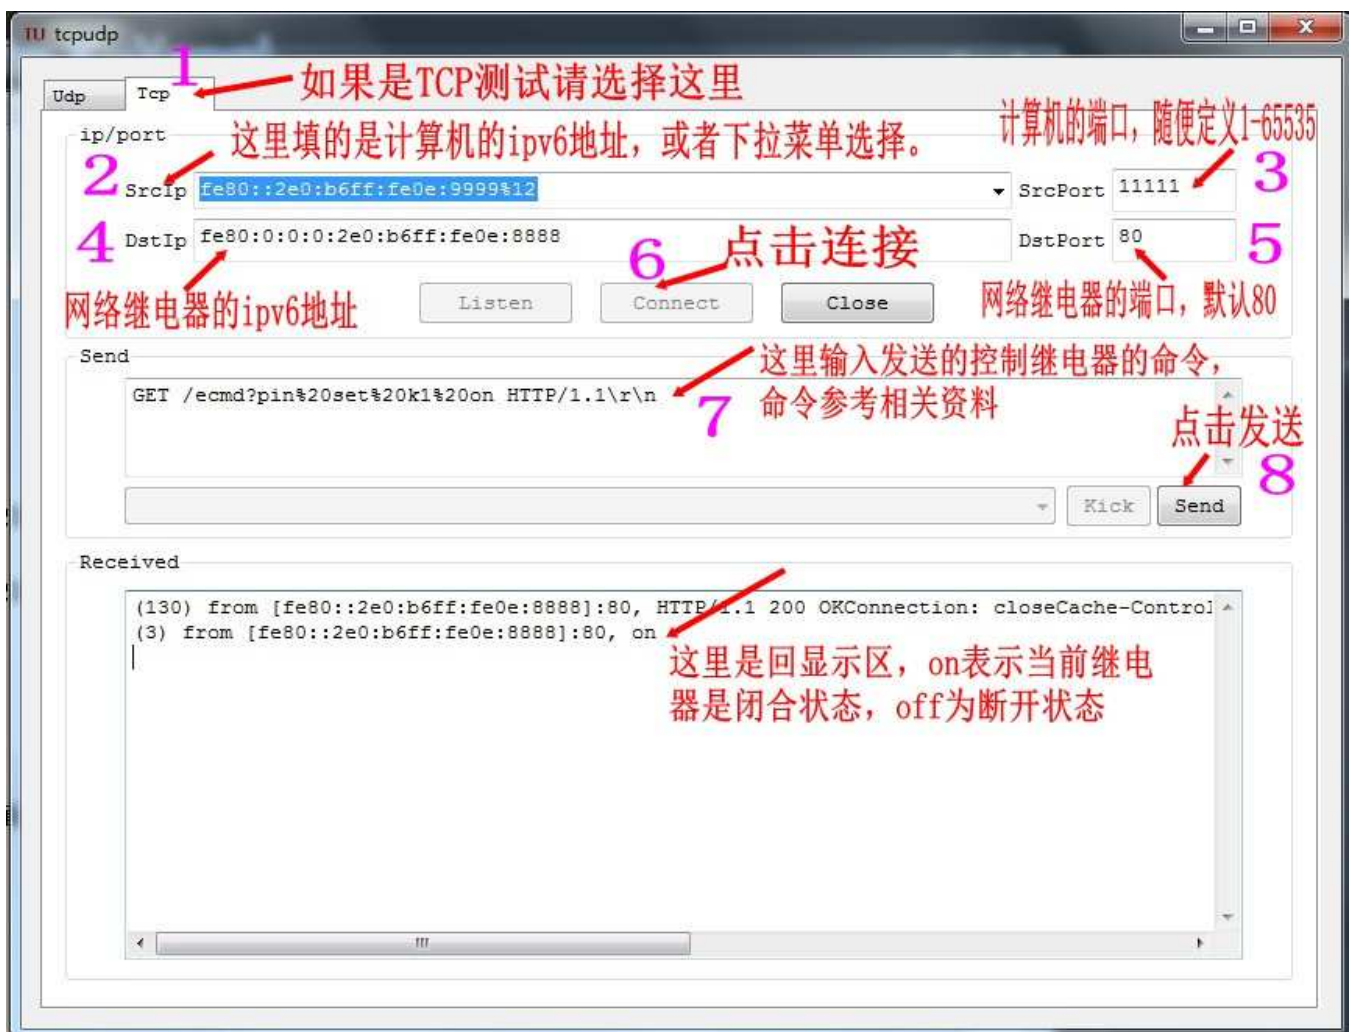 TU tcpudp
1
Udp
Tcp
如果是TCP测试请选择这里
ip/port
这里填的是计算机的ipv6地址，或者下拉菜单选择。
计算机的端口，随便定义1-65535
2
SrcIp
fe80::2e0:b6ff:fe0e:9999%12
SrcPort
11111
3
4
DstIp
fe80:0:0:0:2e0:b6ff:fe0e:8888
DstPort
80
5
6
点击连接
网络继电器的ipv6地址
Listen
Connect
Close
网络继电器的端口，默认80
Send
这里输入发送的控制继电器的命令，
GET /ecmd?pin%20set%20k1%20on HTTP/1.1\r\n
7
命令参考相关资料
点击发送
8
Kick
Send
Received
(130) from [fe80::2e0:b6ff:fe0e:8888]:80, HTTP/1.1 200 OKConnection: closeCache-Control
(3) from [fe80::2e0:b6ff:fe0e:8888]:80, on
这里是回显示区，on表示当前继电
器是闭合状态，off为断开状态